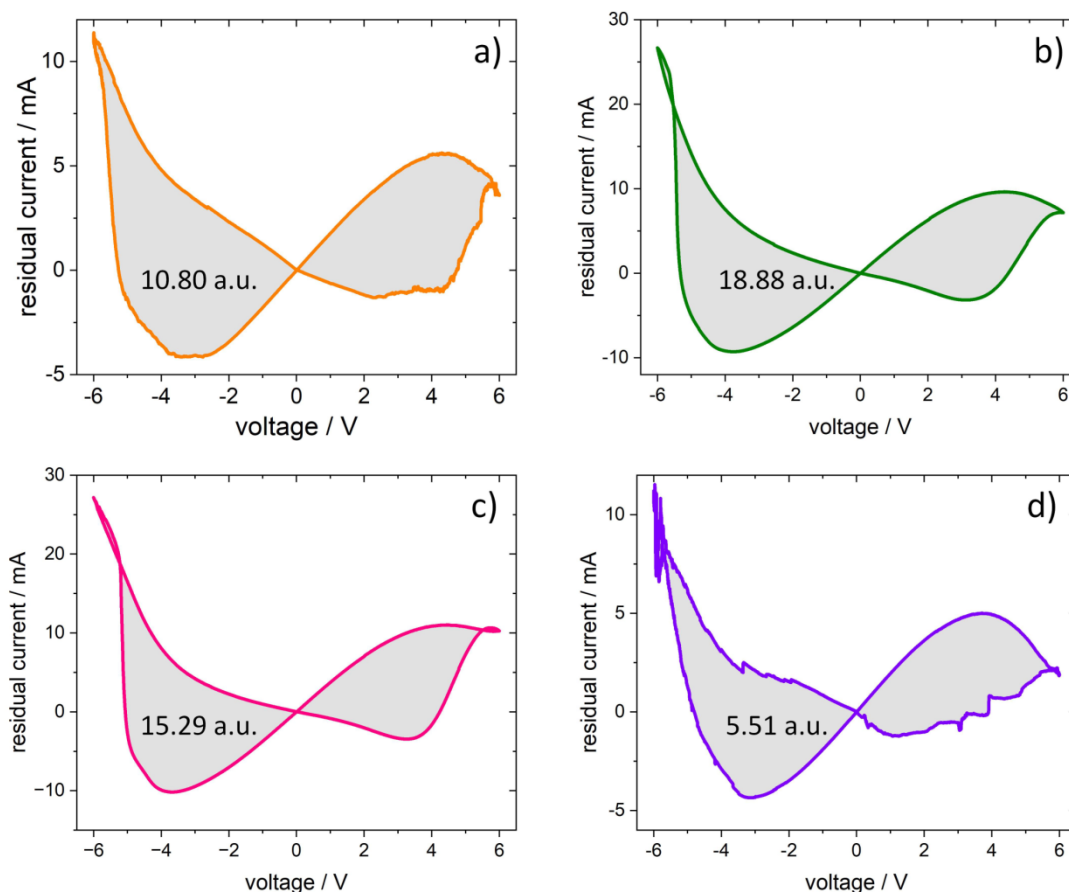 a)
residual current / mA
10
5
0
-5
10.80 a.u.
-6 -4 -2 0 2 4 6
voltage / V
b)
residual current / mA
30
20
10
0
-10
18.88 a.u.
-6 -4 -2 0 2 4 6
voltage / V
c)
residual current / mA
30
20
10
0
−10
15.29 a.u.
−6 −4 −2 0 2 4 6
voltage / V
d)
residual current / mA
10
5
0
-5
5.51 a.u.
-6 -4 -2 0 2 4 6
voltage / V